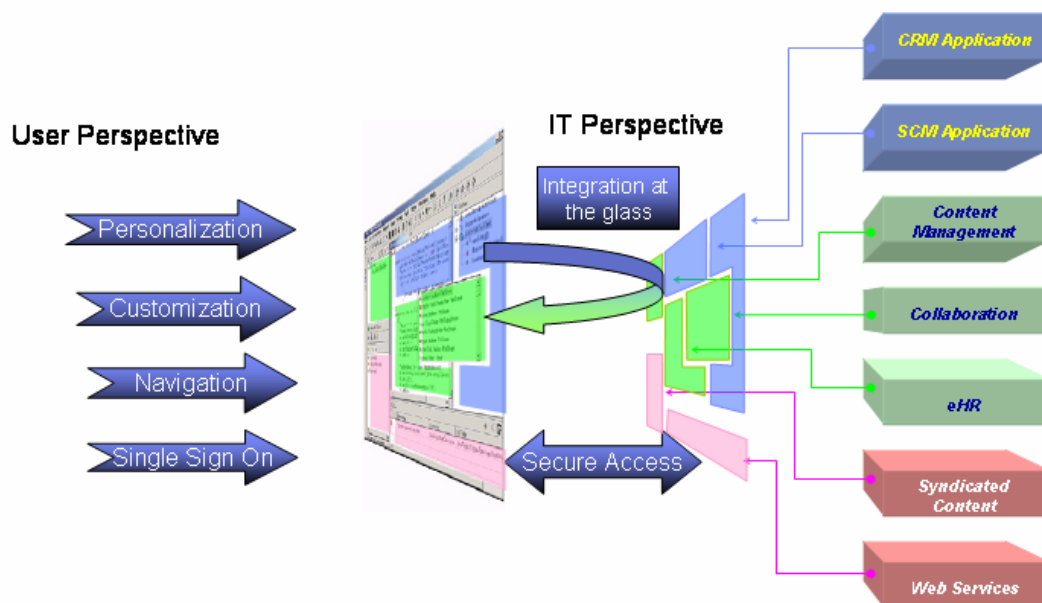 User Perspective
Personalization
Customization
Navigation
Single Sign On
IT Perspective
Integration at
the glass
Secure Access
CRM Application
SCM Application
Content
Management
Collaboration
eHR
Syndicated
Content
Web Services